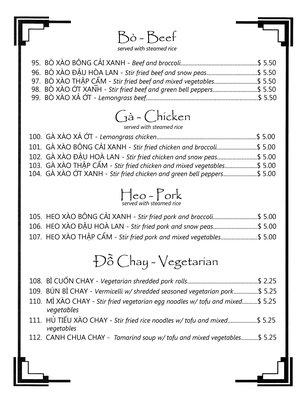 Bò - Beef
served with steamed rice
95. BÒ XÀO BÔNG CẢI XANH - Beef and broccoli.................................$ 5.50
96. BÒ XÀO ĐẬU HÒA LAN - Stir fried beef and snow peas.....................$ 5.50
97. BÒ XÀO THẬP CẨM - Stir fried beef and mixed vegetables...............$ 5.50
98. BÒ XÀO ỚT XANH - Stir fried beef and green bell peppers...............$ 5.50
99. BÒ XÀO XẢ ỚT - Lemongrass beef............................................$ 5.50
Gà - Chicken
served with steamed rice
100. GÀ XÀO XẢ ỚT - Lemongrass chicken.......................................$ 5.00
101. GÀ XÀO BÔNG CẢI XANH - Stir fried chicken and broccoli..............$ 5.00
102. GÀ XÀO ĐẬU HOÀ LAN - Stir fried chicken and snow peas..............$ 5.00
103. GÀ XÀO THẬP CẨM - Stir fried chicken and mixed vegetables..........$ 5.00
104. GÀ XÀO ỚT XANH - Stir fried chicken and green bell peppers..........$ 5.00
Heo - Pork
served with steamed rice
105. HEO XÀO BÔNG CẢI XANH - Stir fried pork and broccoli................$ 5.00
106. HEO XÀO ĐẬU HOÀ LAN - Stir fried pork and snow peas.................$ 5.00
107. HEO XÀO THẬP CẨM - Stir fried pork and mixed vegetables............$ 5.00
Đỗ Chay - Vegetarian
108. BÌ CUỐN CHAY - Vegetarian shredded pork rolls............................$ 2.25
109. BÚN BÌ CHAY - Vermicelli w/ shredded seasoned vegetarian pork..........$ 5.25
110. MÌ XÀO CHAY - Stir fried vegetarian egg noodles w/ tofu and mixed........$ 5.25
vegetables
111. HỦ TIẾU XÀO CHAY - Stir fried rice noodles w/ tofu and mixed...........$ 5.25
vegetables
112. CANH CHUA CHAY - Tamarind soup w/ tofu and mixed vegetables.........$ 5.25